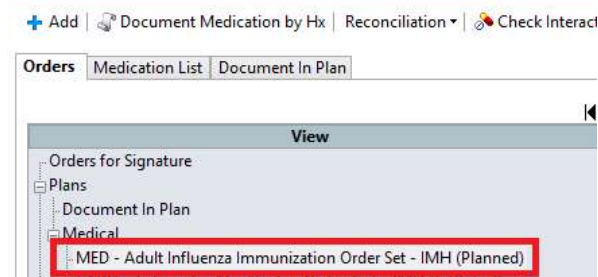 Add | Document Medication by Hx | Reconciliation | Check Interact
Orders | Medication List | Document In Plan
View
Orders for Signature
Plans
Document In Plan
Medical
MED - Adult Influenza Immunization Order Set - IMH (Planned)